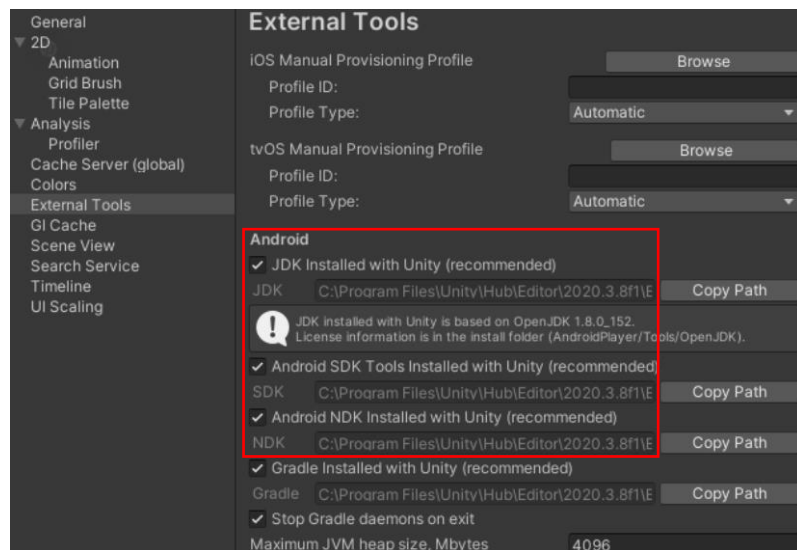 General
2D
Animation
Grid Brush
Tile Palette
Analysis
Profiler
Cache Server (global)
Colors
External Tools
GI Cache
Scene View
Search Service
Timeline
UI Scaling
External Tools
iOS Manual Provisioning Profile Browse
Profile ID:
Profile Type: Automatic
tvOS Manual Provisioning Profile Browse
Profile ID:
Profile Type: Automatic
Android
JDK Installed with Unity (recommended)
JDK C:\Program Files\Unity\Hub\Editor\2020.3.8f1\E Copy Path
JDK installed with Unity is based on OpenJDK 1.8.0_152.
License information is in the install folder (AndroidPlayer/Tools/OpenJDK).
Android SDK Tools Installed with Unity (recommended)
SDK C:\Program Files\Unity\Hub\Editor\2020.3.8f1\E Copy Path
Android NDK Installed with Unity (recommended)
NDK C:\Program Files\Unity\Hub\Editor\2020.3.8f1\E Copy Path
Gradle Installed with Unity (recommended)
Gradle C:\Program Files\Unity\Hub\Editor\2020.3.8f1\E Copy Path
Stop Gradle daemons on exit
Maximum JVM heap size, Mbytes 4096